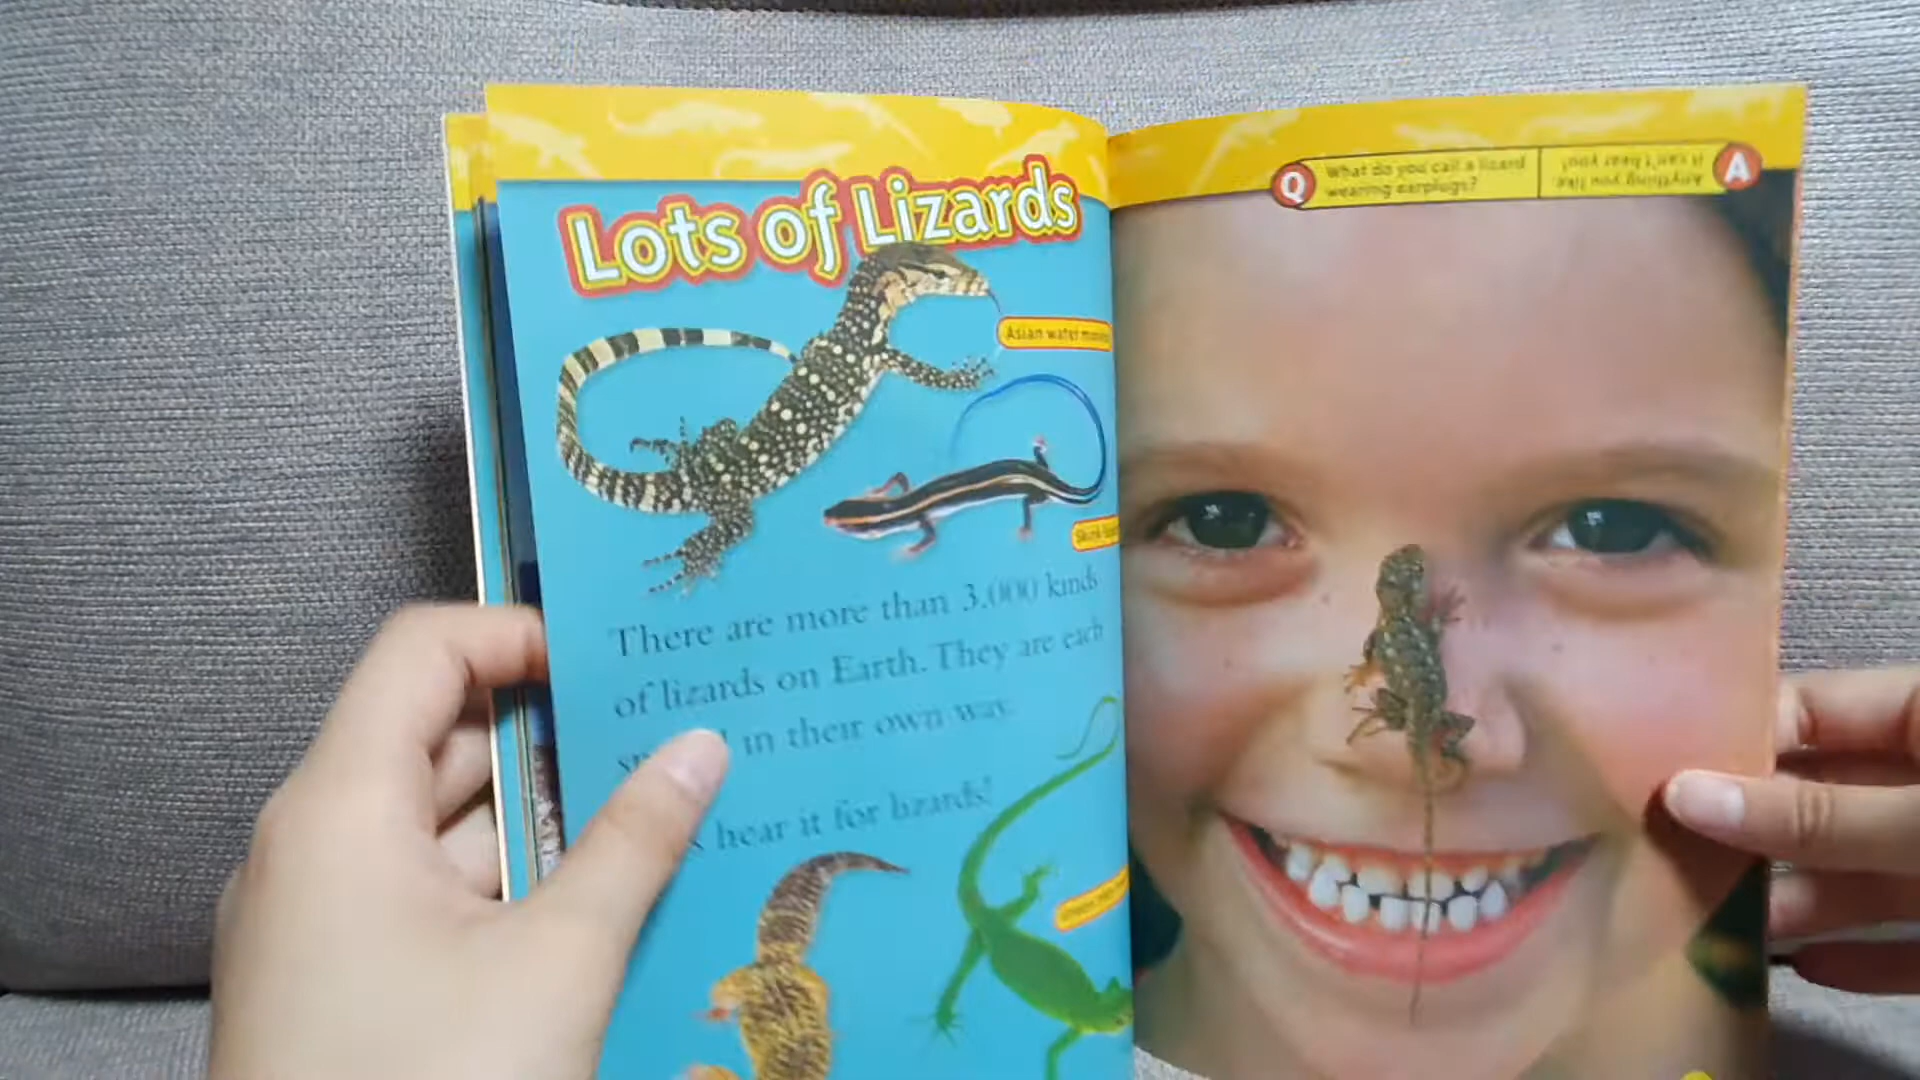 Lots of Lizards
Asian water
There are more than 3,000 kinds
of lizards on Earth. They are each
in their own way.
hear it for lizards!
Q
What do you call a lizard
wearing earplugs?
Anything you like
it can't hear you!
A